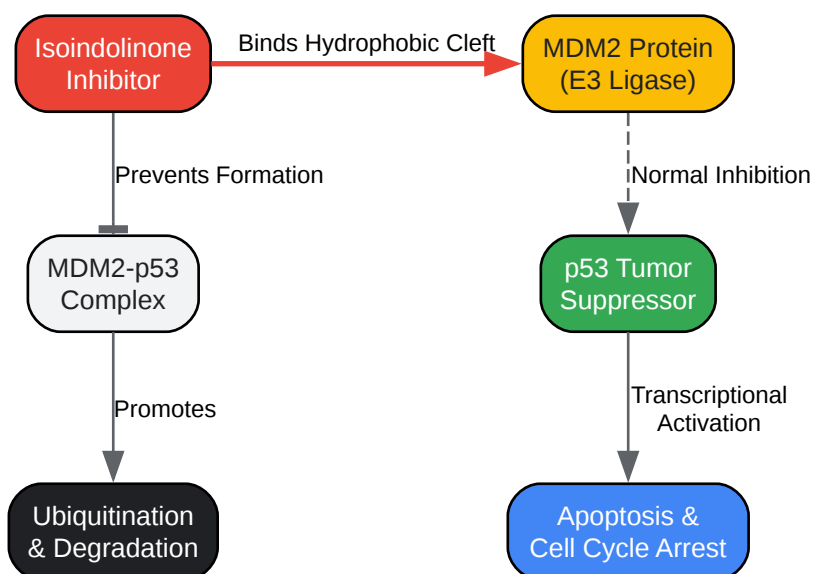 Isoindolinone
Inhibitor
Binds Hydrophobic Cleft
MDM2 Protein
(E3 Ligase)
Prevents Formation
Normal Inhibition
MDM2-p53
Complex
p53 Tumor
Suppressor
Promotes
Transcriptional
Activation
Ubiquitination
& Degradation
Apoptosis &
Cell Cycle Arrest